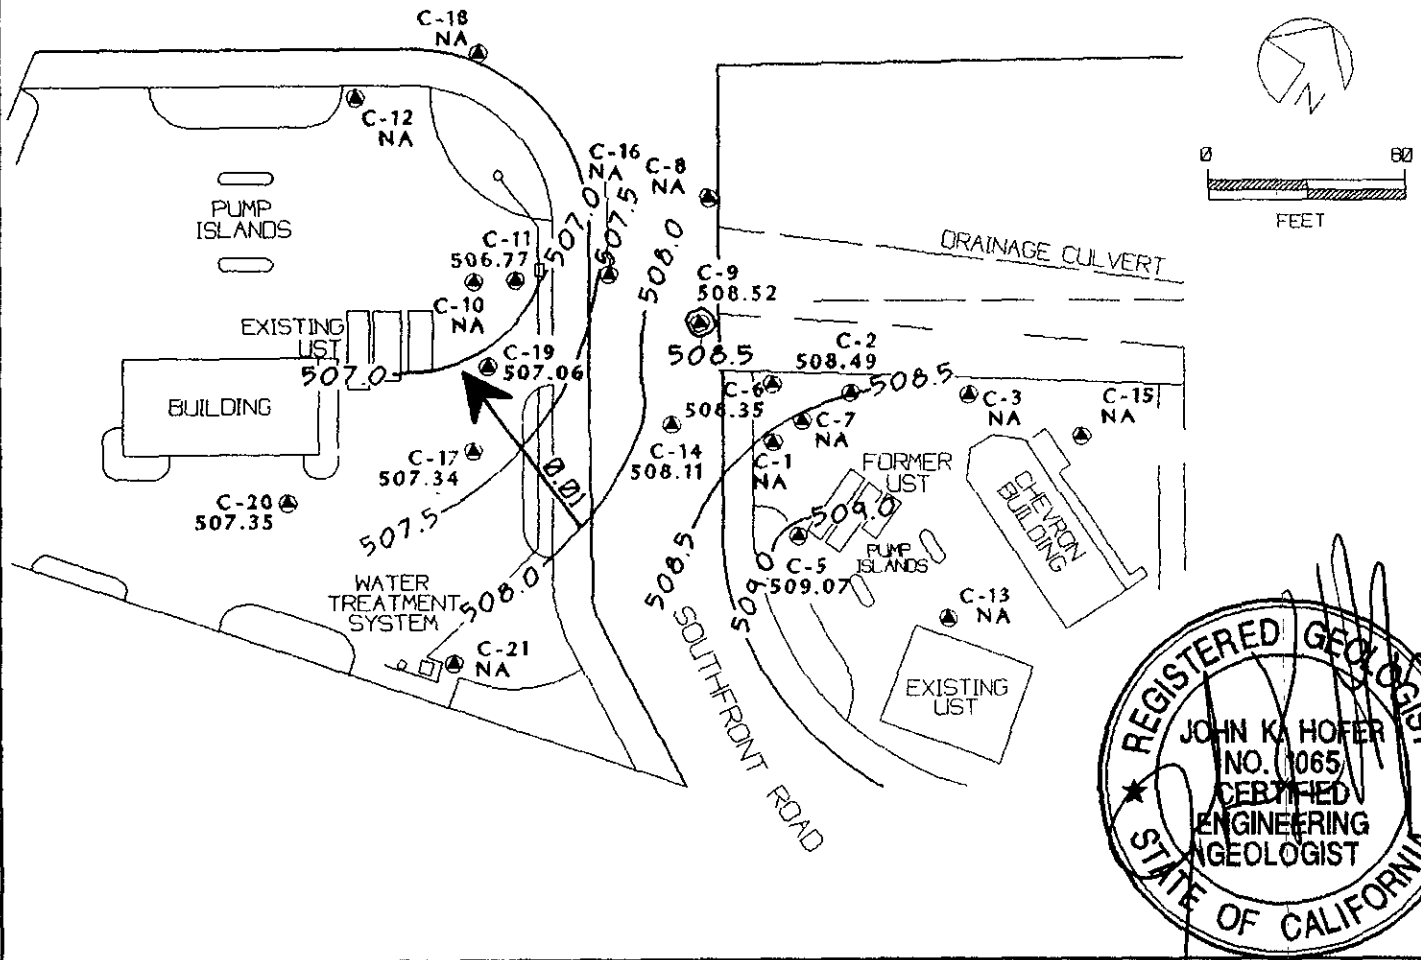 C-18
NA
C-12
NA
C-16
NA
C-8
NA
N
0
80
FEET
PUMP
ISLANDS
507.0
507.5
508.0
DRAINAGE CULVERT
C-11
506.77
C-9
508.52
C-10
NA
EXISTING
UST
507.0
C-19
507.06
508.5
C-2
508.49
508.5
C-6
508.35
C-3
NA
C-15
NA
BUILDING
C-7
NA
C-14
508.11
C-1
NA
C-17
507.34
0.01
FORMER
UST
CHEVRON
BUILDING
C-20
507.35
507.5
509.0
PUMP
ISLANDS
C-5
509.07
508.5
509.0
WATER
TREATMENT
SYSTEM
508.0
C-13
NA
C-21
NA
SOUTHFRONT ROAD
EXISTING
UST
REGISTERED GEOLOGIST
JOHN K. HOFER
NO. 1065
CERTIFIED
ENGINEERING
GEOLOGIST
STATE OF CALIFORNI